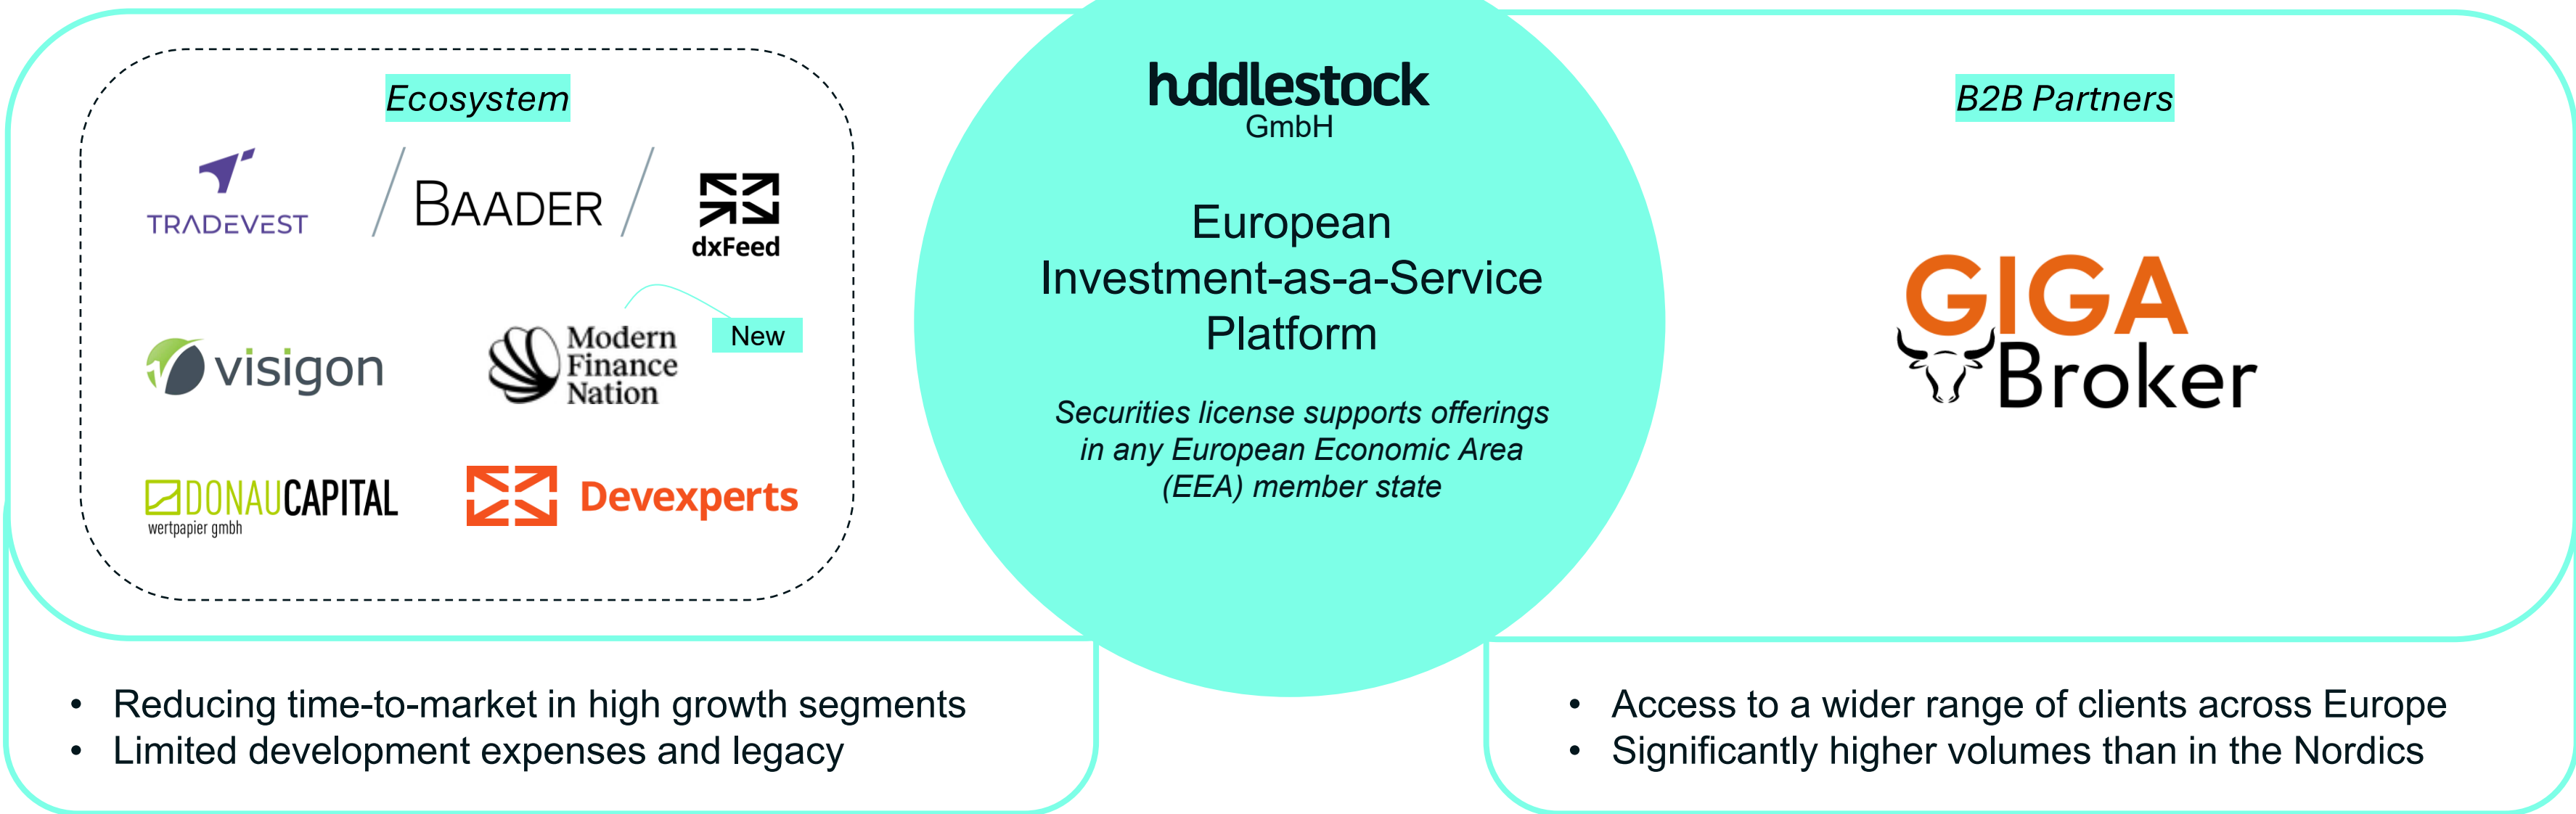 Ecosystem
TRADEVEST
BAADER
dxFeed
visigon
Modern
Finance
Nation
New
DONAUCAPITAL
wertpapier gmbh
Devexperts
huddlestock
GmbH
European
Investment-as-a-Service
Platform
Securities license supports offerings
in any European Economic Area
(EEA) member state
B2B Partners
GIGA
Broker
• Reducing time-to-market in high growth segments
• Limited development expenses and legacy
• Access to a wider range of clients across Europe
• Significantly higher volumes than in the Nordics